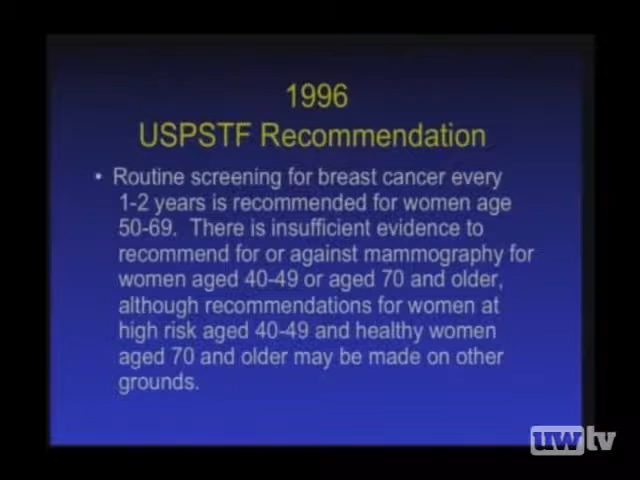 1996
USPSTF Recommendation
• Routine screening for breast cancer every
1-2 years is recommended for women age
50-69. There is insufficient evidence to
recommend for or against mammography for
women aged 40-49 or aged 70 and older,
although recommendations for women at
high risk aged 40-49 and healthy women
aged 70 and older may be made on other
grounds.
uwtv